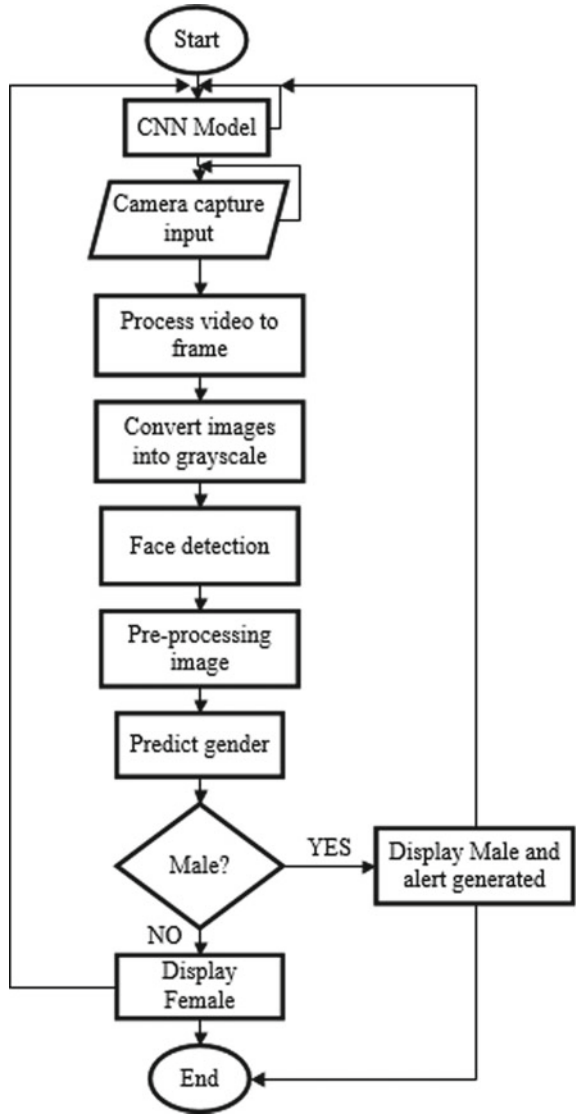 Start
CNN Model
Camera capture
input
Process video to
frame
Convert images
into grayscale
Face detection
Pre-processing
image
Predict gender
Male?
YES
Display Male and
alert generated
NO
Display
Female
End